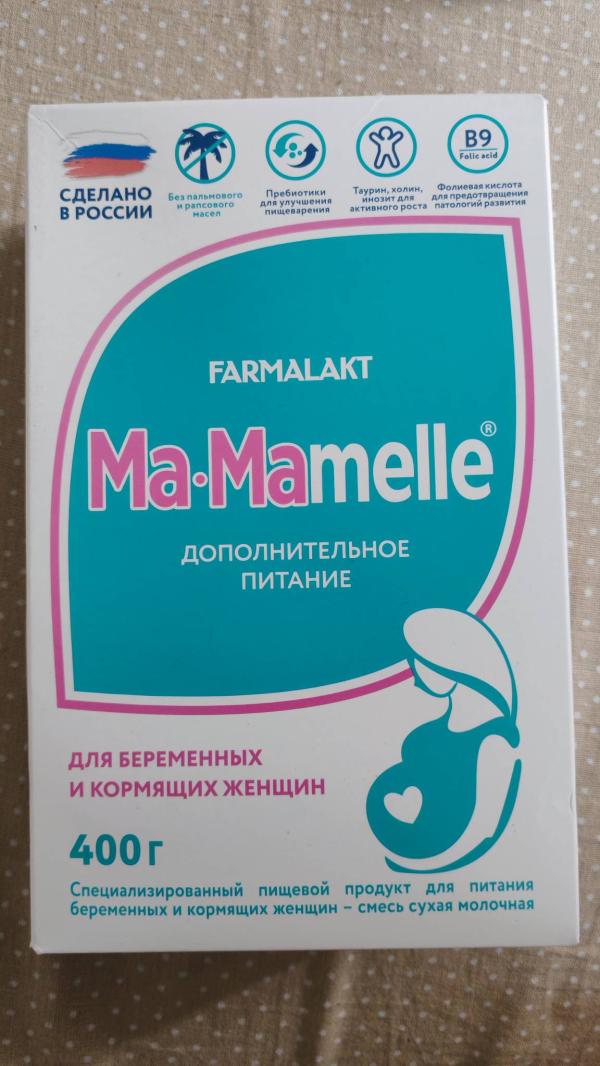 СДЕЛАНО
В РОССИИ
Без пальмового
и рапсового
масел
Пребиотики
для улучшения
пищеварения
Таурин, холин,
инозит для
активного роста
B9
Folic acid
Фолиевая кислота
для предотвращения
патологий развития
FARMALAKT
Ma•Mamelle®
ДОПОЛНИТЕЛЬНОЕ
ПИТАНИЕ
ДЛЯ БЕРЕМЕННЫХ
И КОРМЯЩИХ ЖЕНЩИН
400 г
Специализированный пищевой продукт для питания
беременных и кормящих женщин – смесь сухая молочная